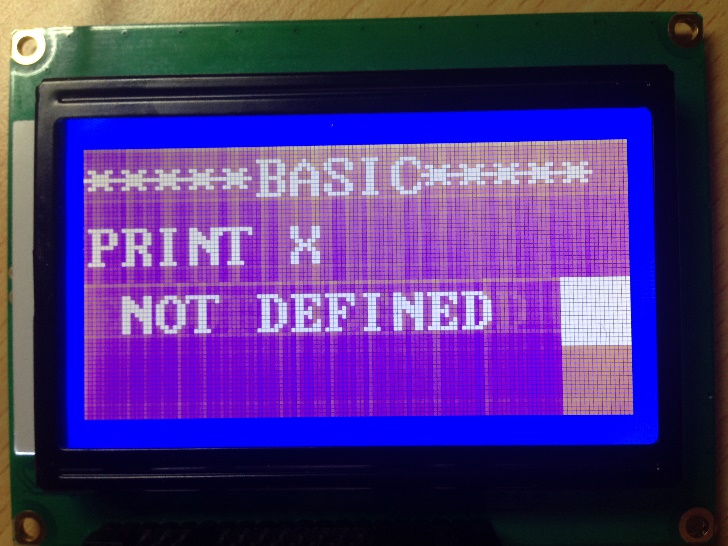 *****BASIC*****
PRINT X
NOT DEFINED